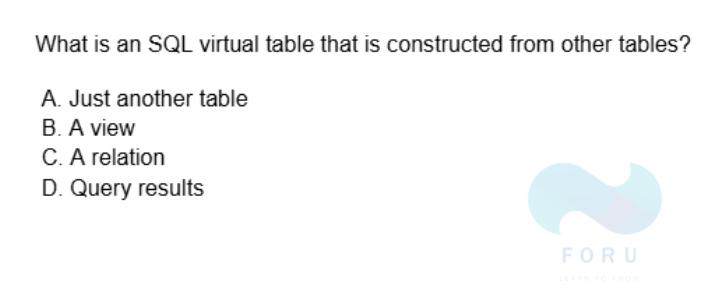 What is an SQL virtual table that is constructed from other tables?
A. Just another table
B. A view
C. A relation
D. Query results
FORU